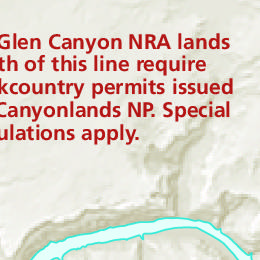 Glen Canyon NRA lands
th of this line require
kcountry permits issued
Canyonlands NP. Special
ulations apply.